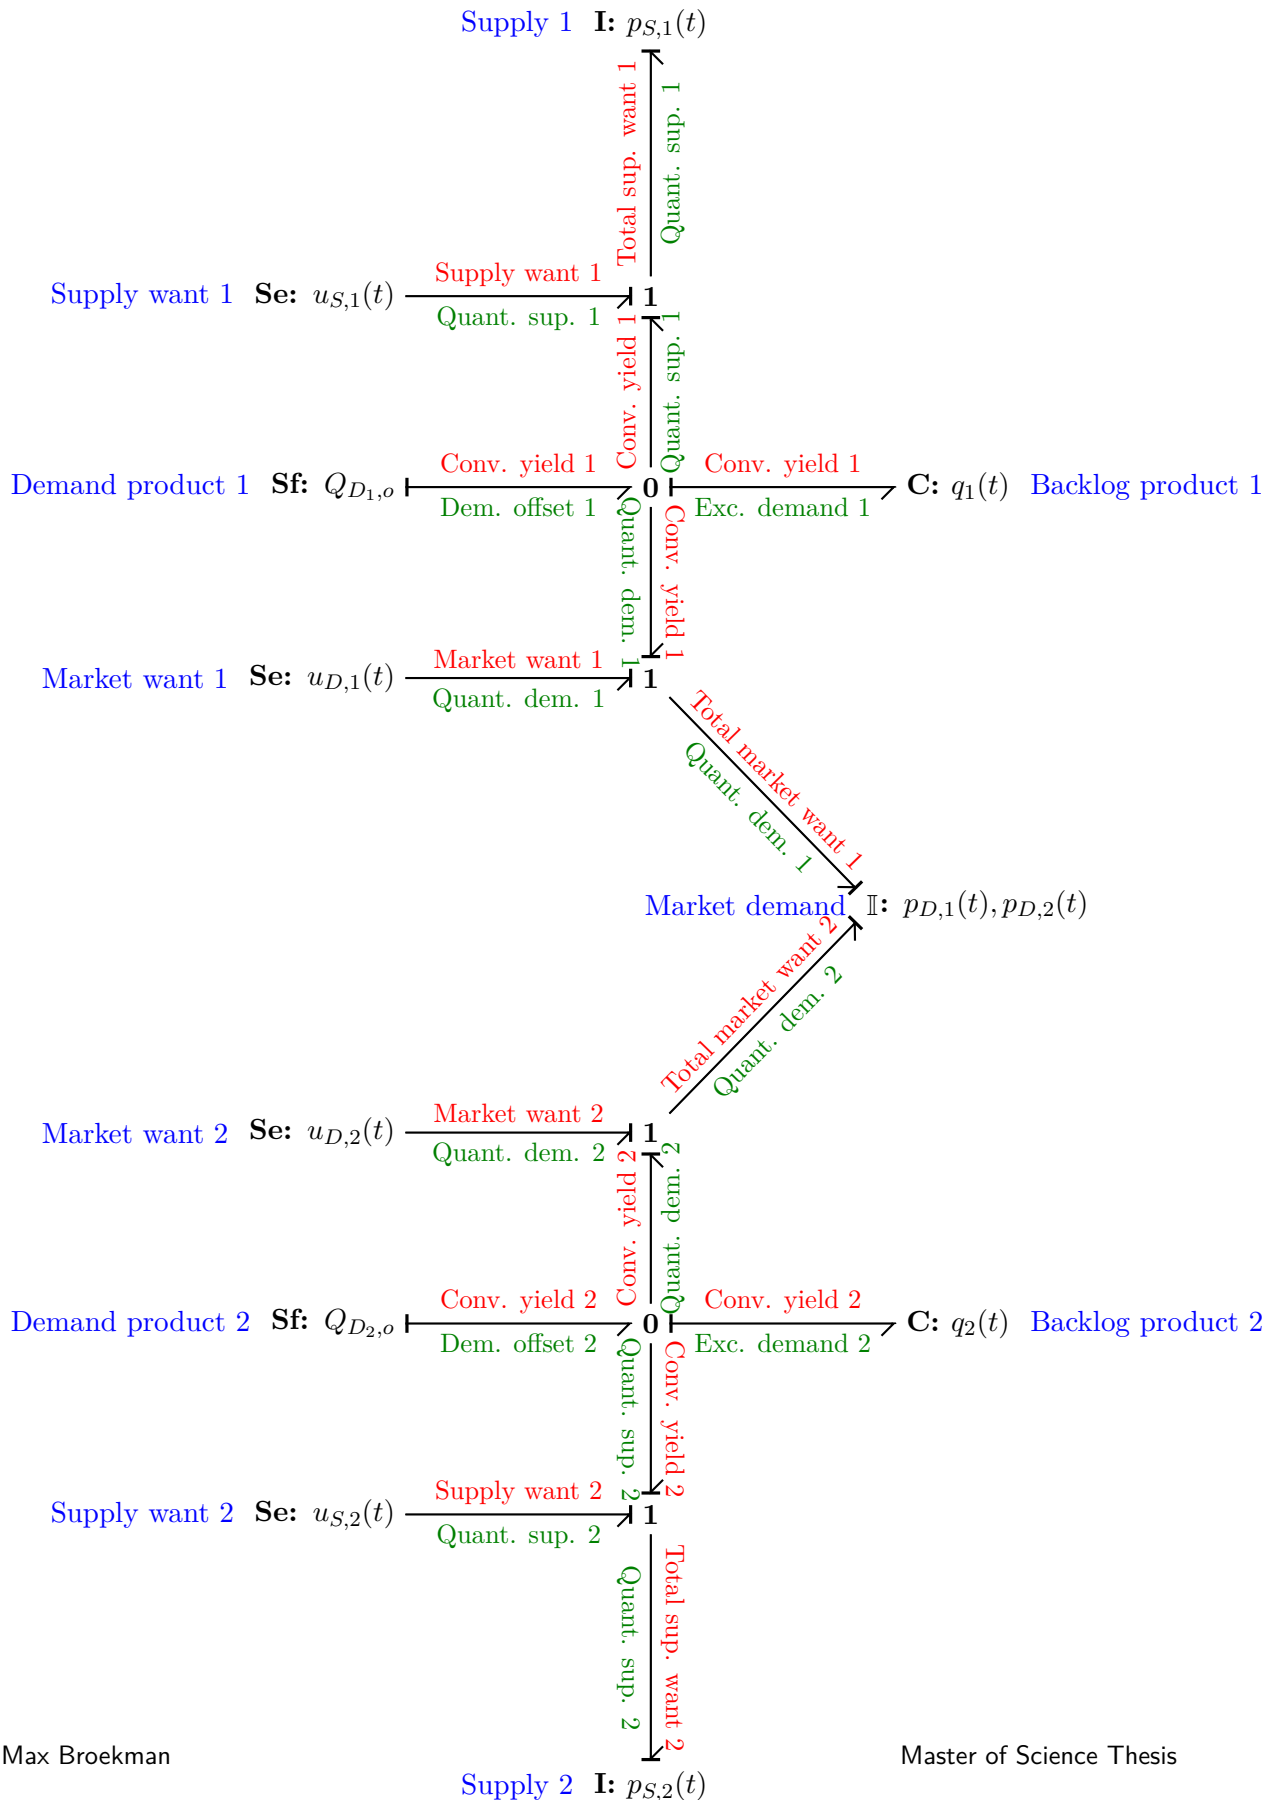 Supply 1 I: p_{S,1}(t)
Total sup. want 1
Quant. sup. 1
Supply want 1
Supply want 1 Se: u_{S,1}(t) 1
Quant. sup. 1
Conv. yield 1
Quant. sup. 1
Conv. yield 1 Conv. yield 1
Demand product 1 Sf: Q_{D_1,o} 0 C: q_1(t) Backlog product 1
Dem. offset 1 Exc. demand 1
Quant. dem. 1
Conv. yield 1
Market want 1
Market want 1 Se: u_{D,1}(t) 1
Quant. dem. 1
Total market want 1
Quant. dem. 1
Market demand 𝕀: p_{D,1}(t), p_{D,2}(t)
Total market want 2
Quant. dem. 2
Market want 2
Market want 2 Se: u_{D,2}(t) 1
Quant. dem. 2
Conv. yield 2
Quant. dem. 2
Conv. yield 2 Conv. yield 2
Demand product 2 Sf: Q_{D_2,o} 0 C: q_2(t) Backlog product 2
Dem. offset 2 Exc. demand 2
Quant. sup. 2
Conv. yield 2
Supply want 2
Supply want 2 Se: u_{S,2}(t) 1
Quant. sup. 2
Quant. sup. 2
Total sup. want 2
Max Broekman Master of Science Thesis
Supply 2 I: p_{S,2}(t)